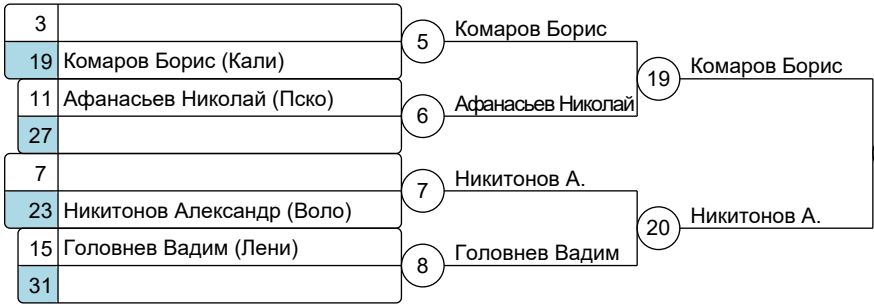 3
19 Комаров Борис (Кали)
11 Афанасьев Николай (Пско)
27
7
23 Никитонов Александр (Воло)
15 Головнев Вадим (Лени)
31
5 Комаров Борис
6 Афанасьев Николай
7 Никитонов А.
8 Головнев Вадим
19 Комаров Борис
20 Никитонов А.